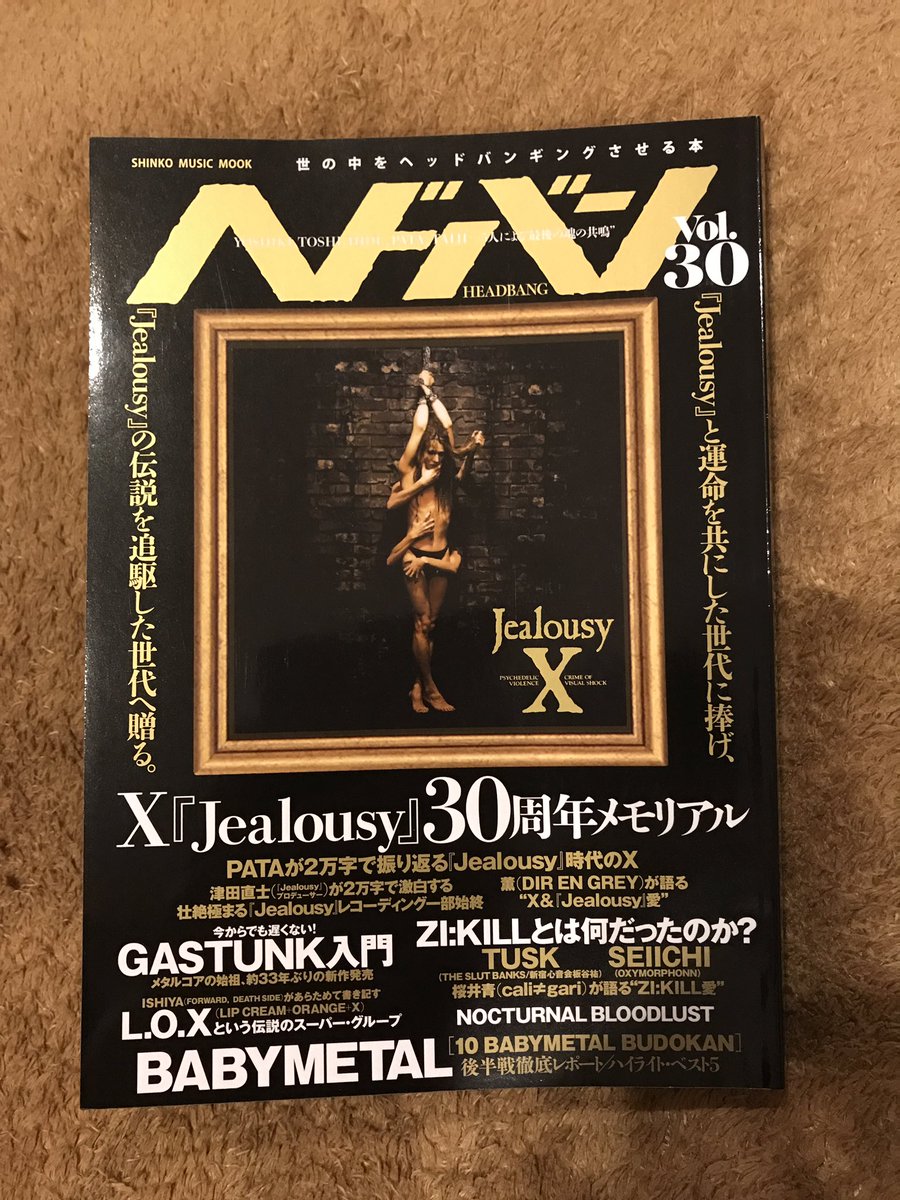 SHINKO MUSIC MOOK
世の中をヘッドバンギングさせる本
ヘドバン
Vol.
30
YOSHIKI, TOSHI, HIDE, PATA, TAIJI
HEADBANG
『Jealousy』と運命を共にした世代に捧げ、
『Jealousy』の伝説を追駆した世代へ贈る。
Jealousy
X
PSYCHEDELIC VIOLENCE
CRIME OF VISUAL SHOCK
X『Jealousy』30周年メモリアル
PATAが2万字で振り返る『Jealousy』時代のX
津田直士(『Jealousy』プロデューサー)が2万字で激白する
壮絶極まる『Jealousy』レコーディング一部始終
薫(DIR EN GREY)が語る
“X&『Jealousy』愛”
今からでも遅くない!
GASTUNK入門
メタルコアの始祖、約33年ぶりの新作発売
ZI:KILLとは何だったのか?
TUSK
(THE SLUT BANKS/新宿心音会板谷祐)
SEIICHI
(OXYMORPHONN)
桜井青(cali≠gari)が語る“ZI:KILL愛”
ISHIYA(FORWARD, DEATH SIDE)があらためて書き記す
L.O.X(LIP CREAM+ORANGE+X)という伝説のスーパー・グループ
NOCTURNAL BLOODLUST
BABYMETAL
[10 BABYMETAL BUDOKAN]
後半戦徹底レポート/ハイライト・ベスト5